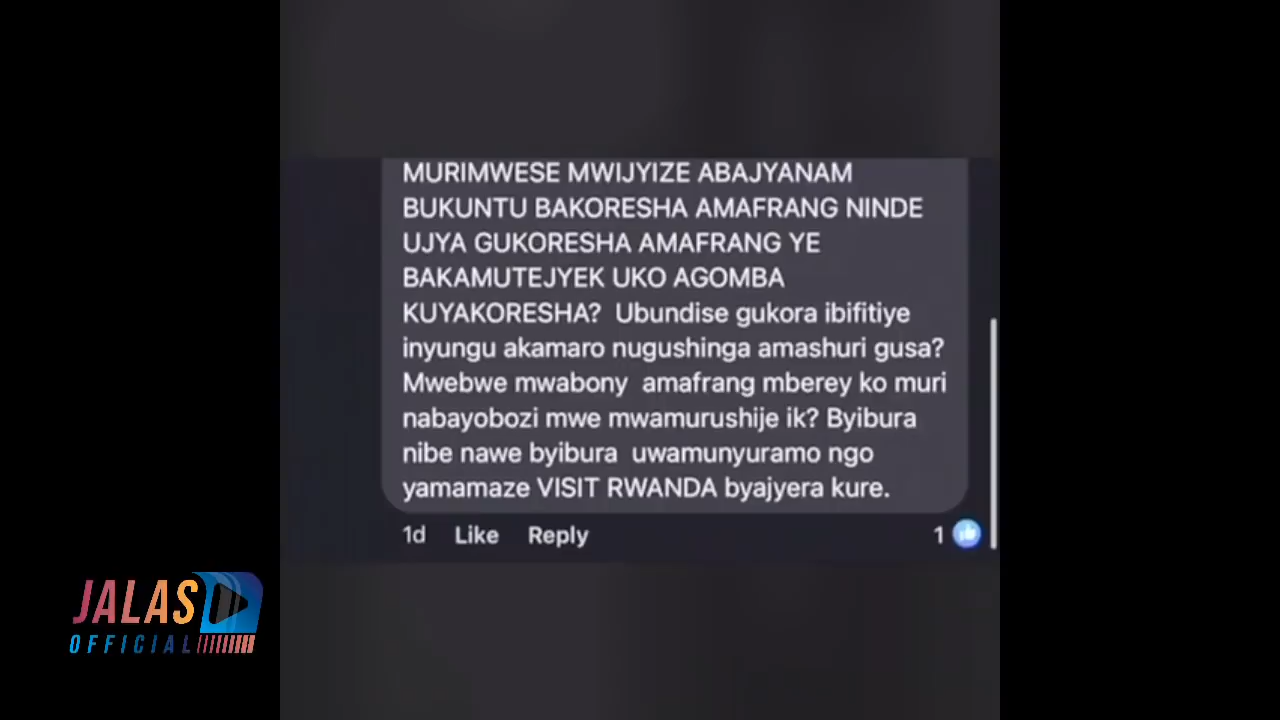 MURIMWESE MWIJYIZE ABAJYANAM
BUKUNTU BAKORESHA AMAFRANG NINDE
UJYA GUKORESHA AMAFRANG YE
BAKAMUTEJYEK UKO AGOMBA
KUYAKORESHA? Ubundise gukora ibifitiye
inyungu akamaro nugushinga amashuri gusa?
Mwebwe mwabony amafrang mberey ko muri
nabayobozi mwe mwamurushije ik? Byibura
nibe nawe byibura uwamunyuramo ngo
yamamaze VISIT RWANDA byajyera kure.
1d Like Reply 1
JALAS
OFFICIAL